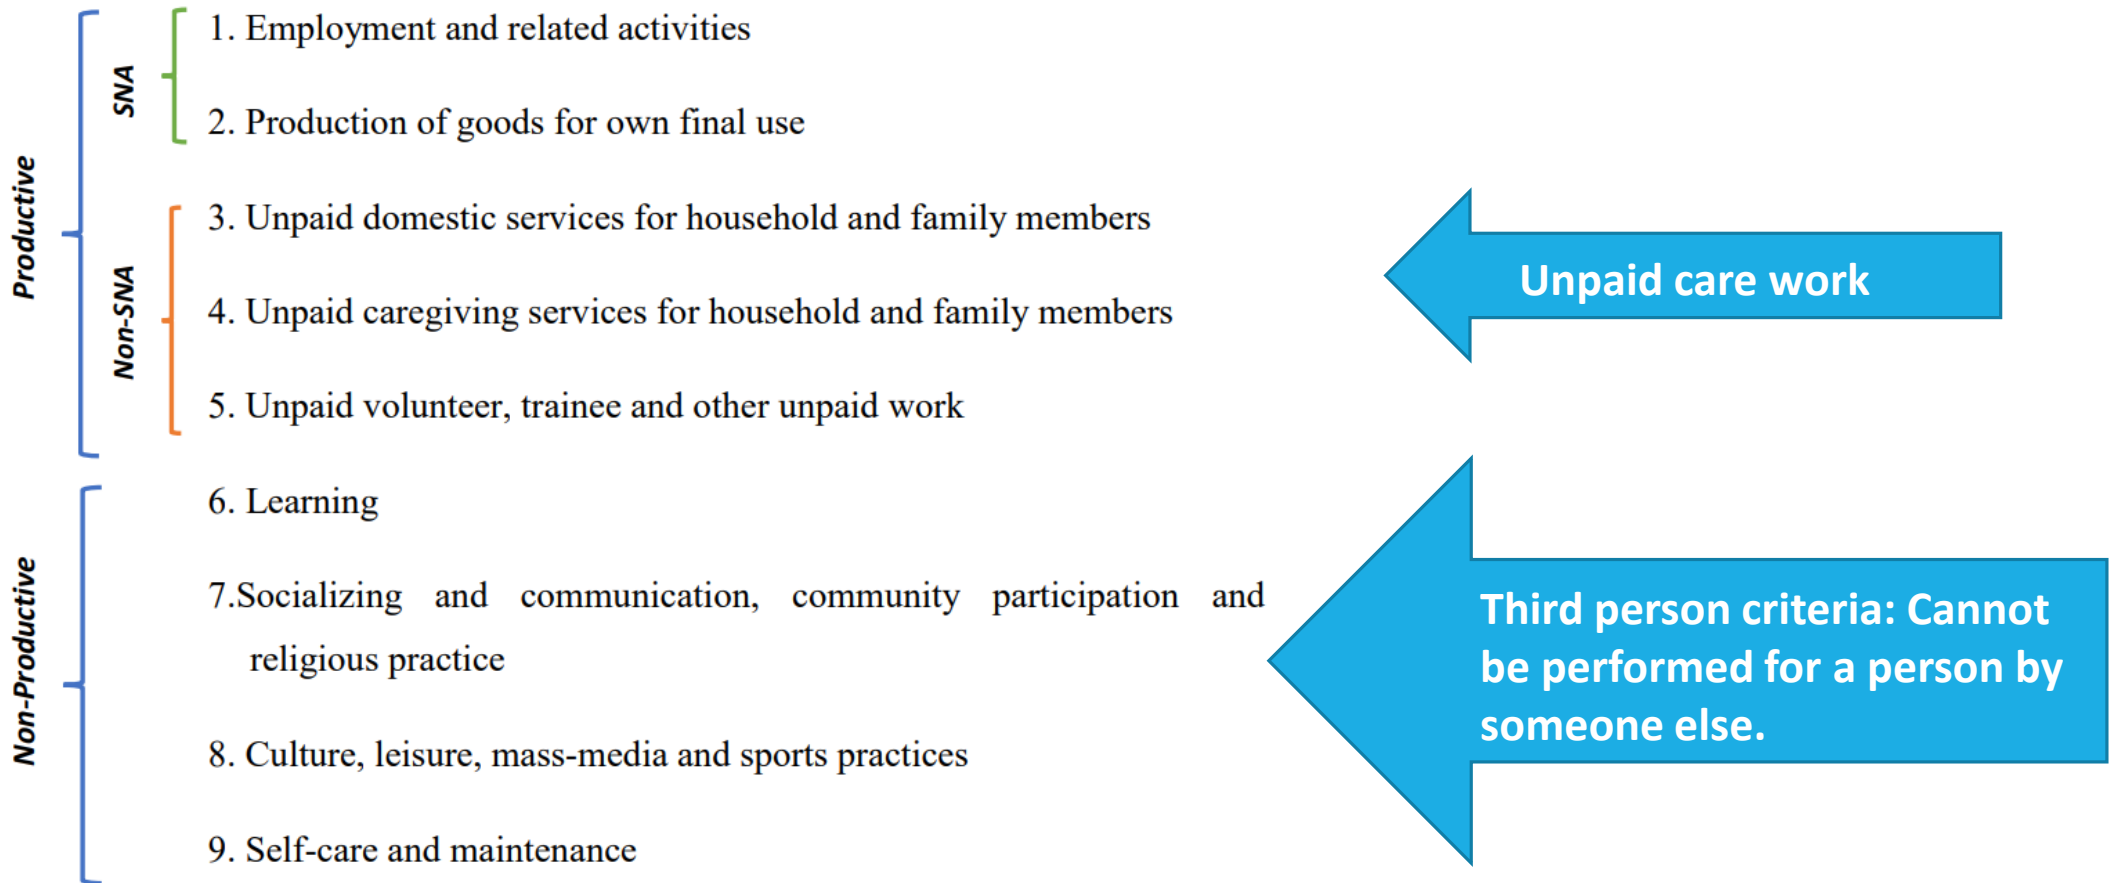 Productive
SNA
1. Employment and related activities
2. Production of goods for own final use
Non-SNA
3. Unpaid domestic services for household and family members
4. Unpaid caregiving services for household and family members
5. Unpaid volunteer, trainee and other unpaid work
Unpaid care work
Non-Productive
6. Learning
7.Socializing and communication, community participation and
religious practice
8. Culture, leisure, mass-media and sports practices
9. Self-care and maintenance
Third person criteria: Cannot
be performed for a person by
someone else.